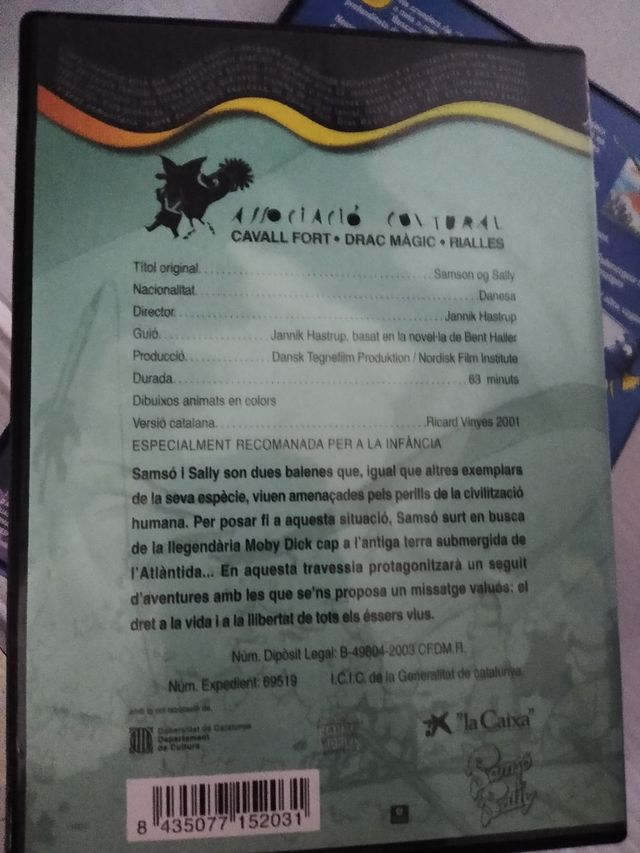 ASSOCIACIÓ CULTURAL
CAVALL FORT • DRAC MÀGIC • RIALLES
Títol original Samson og Sally
Nacionalitat Danesa
Director Jannik Hastrup
Guió Jannik Hastrup, basat en la novel·la de Bent Haller
Producció Dansk Tegnefilm Produktion / Nordisk Film Institute
Durada 63 minuts
Dibuixos animats en colors
Versió catalana Ricard Vinyes 2001
ESPECIALMENT RECOMANADA PER A LA INFÀNCIA
Samsó i Sally son dues balenes que, igual que altres exemplars
de la seva espècie, viuen amenaçades pels perills de la civilització
humana. Per posar fi a aquesta situació, Samsó surt en busca
de la llegendària Moby Dick cap a l'antiga terra submergida de
l'Atlàntida... En aquesta travessia protagonitzarà un seguit
d'aventures amb les que se'ns proposa un missatge valuós: el
dret a la vida i a la llibertat de tots els éssers vius.
Núm. Dipòsit Legal: B-49604-2003 CFDM.R.
Núm. Expedient: 69519 I.C.I.C. de la Generalitat de catalunya
Generalitat de Catalunya
Departament
de Cultura
"la Caixa"
Samsó
Sally
8 435077 152031